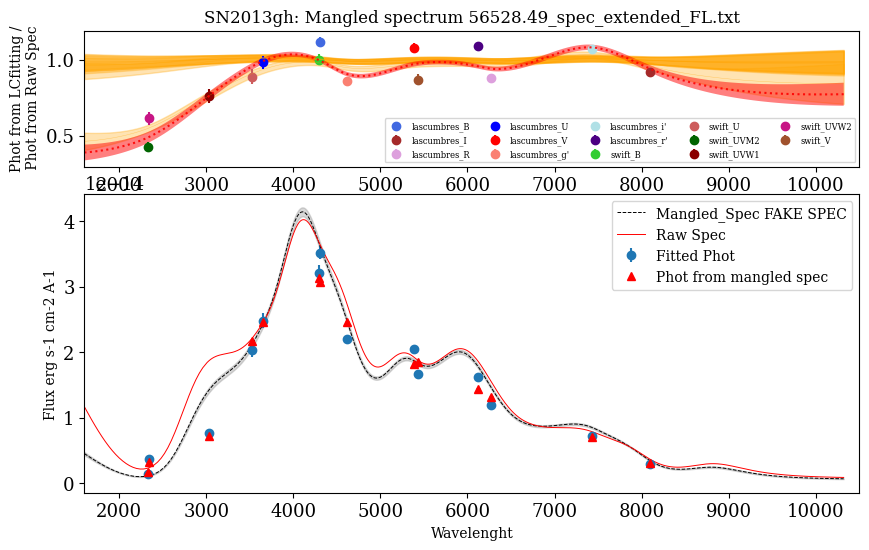 SN2013gh: Mangled spectrum 56528.49_spec_extended_FL.txt
Phot from LCfitting /
Phot from Raw Spec
1.0
0.5
lascumbres_B lascumbres_U lascumbres_i' swift_U swift_UVW2
lascumbres_I lascumbres_V lascumbres_r' swift_UVM2 swift_V
lascumbres_R lascumbres_g' swift_B swift_UVW1
2000 3000 4000 5000 6000 7000 8000 9000 10000
1e−14
Flux erg s-1 cm-2 A-1
4
3
2
1
0
Mangled_Spec FAKE SPEC
Raw Spec
Fitted Phot
Phot from mangled spec
2000 3000 4000 5000 6000 7000 8000 9000 10000
Wavelenght